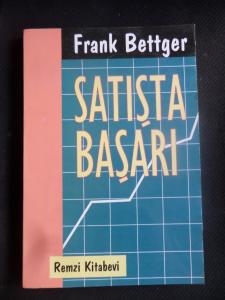 Frank Bettger
SATIŞTA
BAŞARI
Remzi Kitabevi